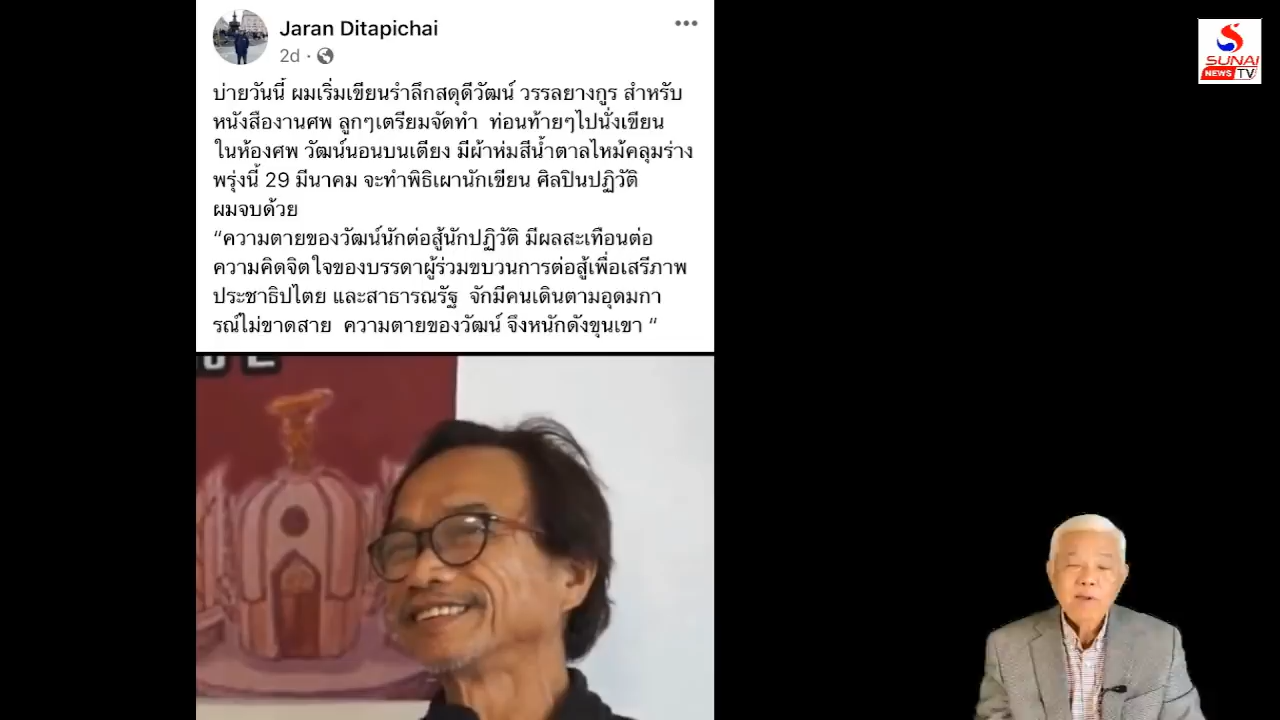 Jaran Ditapichai
2d
บ่ายวันนี้ ผมเริ่มเขียนรำลึกสดุดีวัฒน์ วรรลยางกูร สำหรับ
หนังสืองานศพ ลูกๆเตรียมจัดทำ ท่อนท้ายๆไปนั่งเขียน
ในห้องศพ วัฒน์นอนบนเตียง มีผ้าห่มสีน้ำตาลไหม้คลุมร่าง
พรุ่งนี้ 29 มีนาคม จะทำพิธีเผานักเขียน ศิลปินปฏิวัติ
ผมจบด้วย
“ความตายของวัฒน์นักต่อสู้นักปฏิวัติ มีผลสะเทือนต่อ
ความคิดจิตใจของบรรดาผู้ร่วมขบวนการต่อสู้เพื่อเสรีภาพ
ประชาธิปไตย และสาธารณรัฐ จักมีคนเดินตามอุดมกา
รณ์ไม่ขาดสาย ความตายของวัฒน์ จึงหนักดังขุนเขา “
SUNAI
NEWS TV